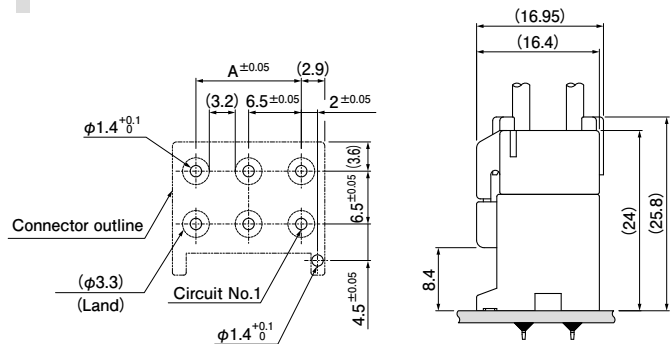 (16.95)
(16.4)
A±0.05
(2.9)
(3.2)
6.5±0.05
2±0.05
φ1.4+0.1 0
(3.6)
6.5±0.05
Connector outline
(24)
(25.8)
(φ3.3)
(Land)
Circuit No.1
8.4
4.5±0.05
φ1.4+0.1 0